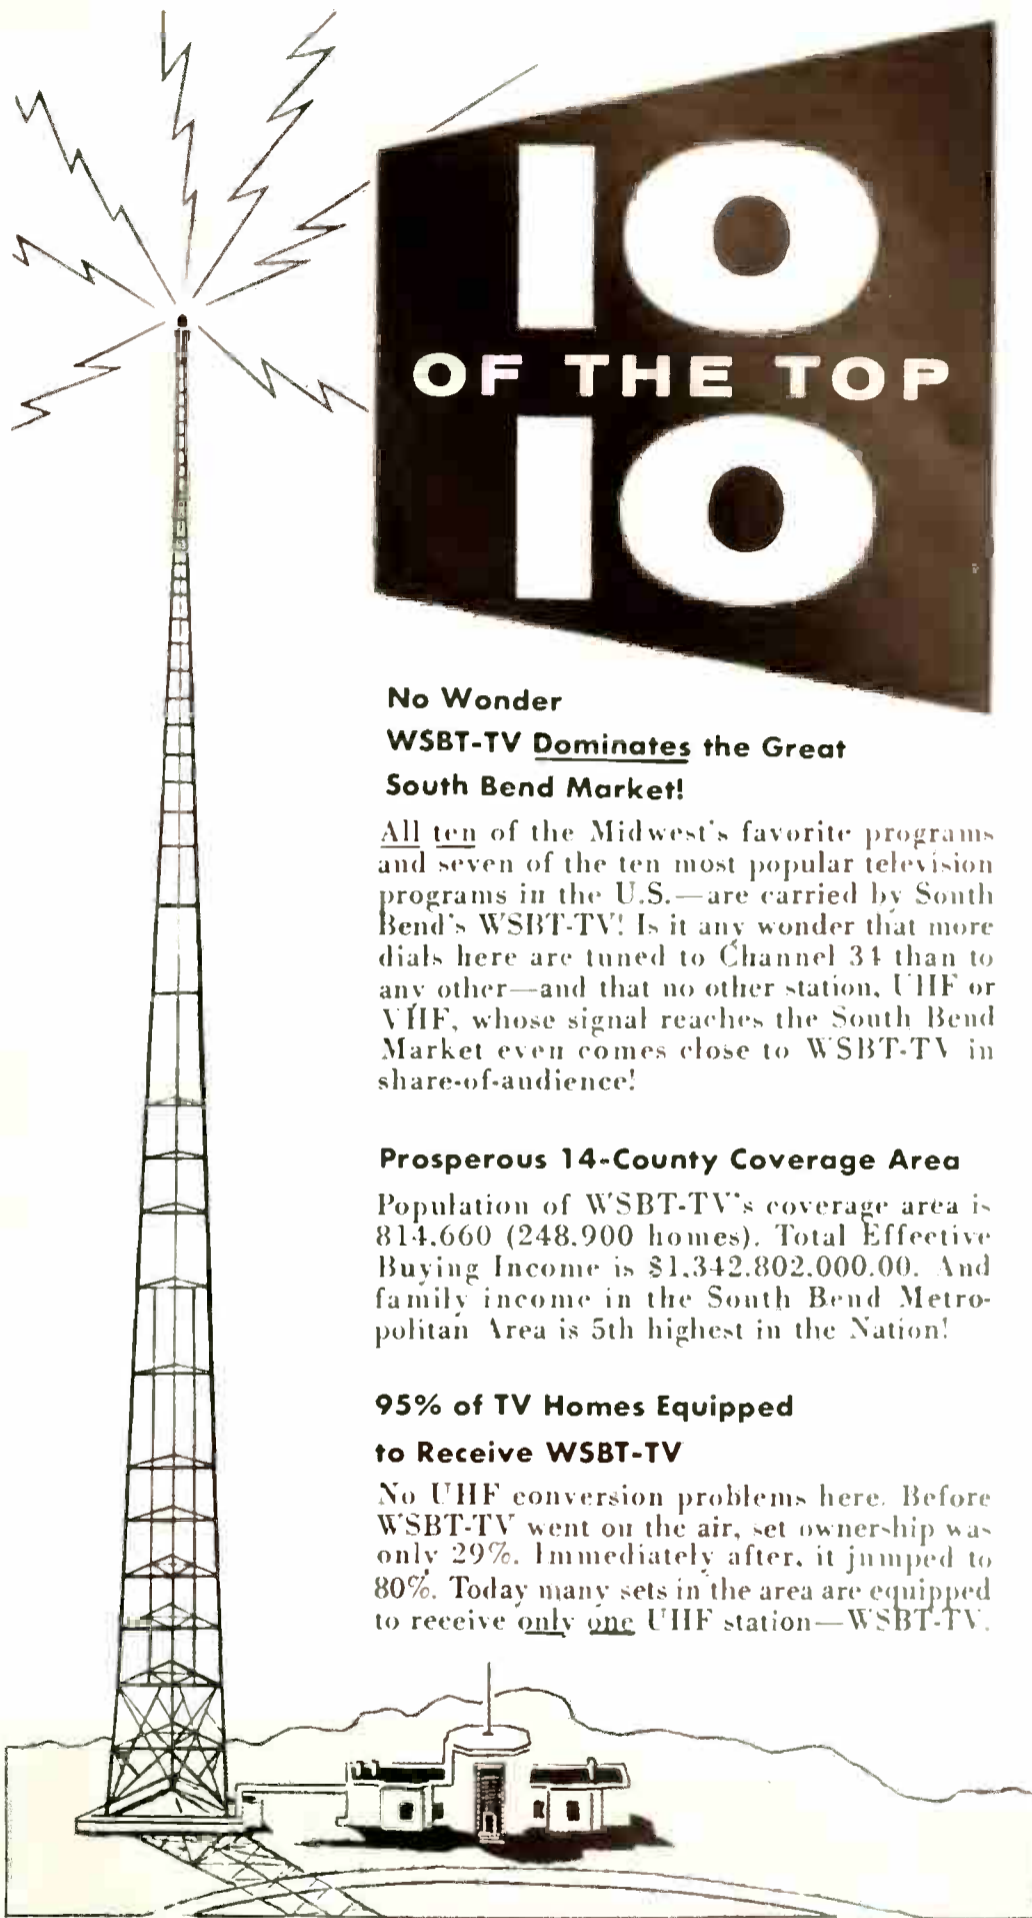 10
OF THE TOP
10
No Wonder
WSBT-TV Dominates the Great
South Bend Market!
All ten of the Midwest's favorite programs
and seven of the ten most popular television
programs in the U.S.—are carried by South
Bend's WSBT-TV! Is it any wonder that more
dials here are tuned to Channel 34 than to
any other—and that no other station, UHF or
VHF, whose signal reaches the South Bend
Market even comes close to WSBT-TV in
share-of-audience!
Prosperous 14-County Coverage Area
Population of WSBT-TV's coverage area is
814,660 (248,900 homes). Total Effective
Buying Income is $1,342,802,000.00. And
family income in the South Bend Metro-
politan Area is 5th highest in the Nation!
95% of TV Homes Equipped
to Receive WSBT-TV
No UHF conversion problems here. Before
WSBT-TV went on the air, set ownership was
only 29%. Immediately after, it jumped to
80%. Today many sets in the area are equipped
to receive only one UHF station—WSBT-TV.